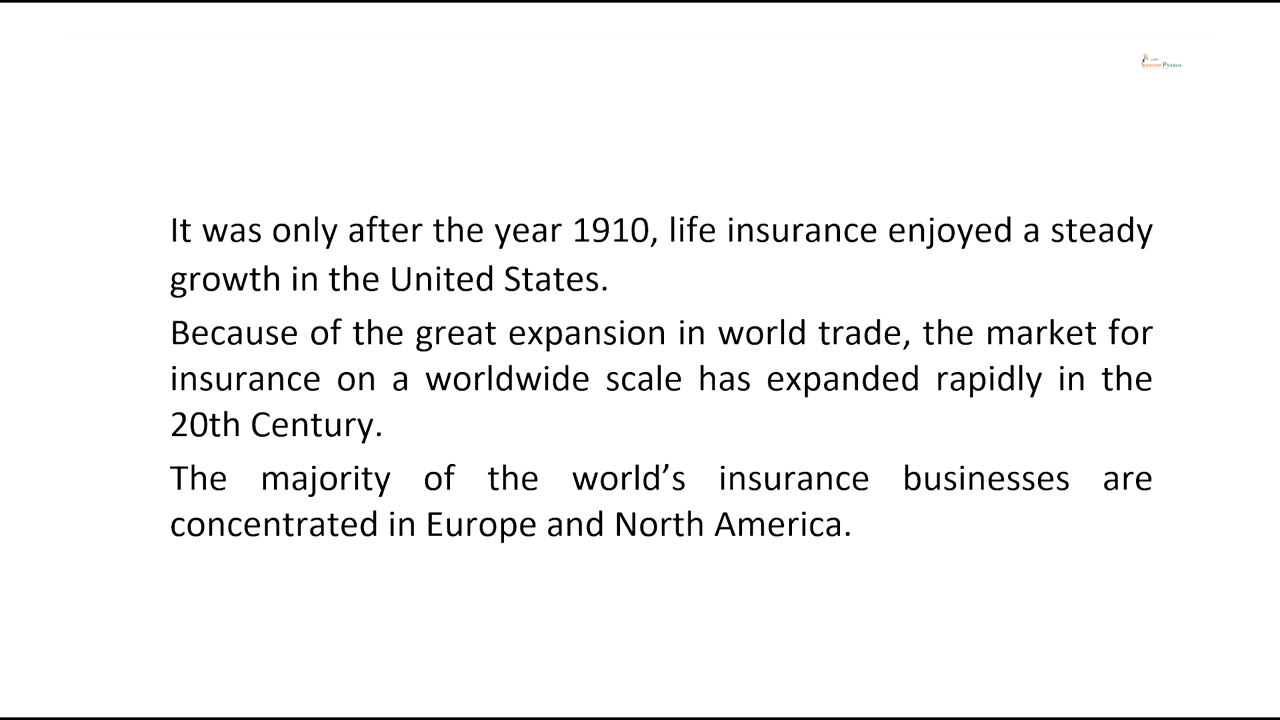 Swayam Prabha
It was only after the year 1910, life insurance enjoyed a steady
growth in the United States.
Because of the great expansion in world trade, the market for
insurance on a worldwide scale has expanded rapidly in the
20th Century.
The majority of the world’s insurance businesses are
concentrated in Europe and North America.